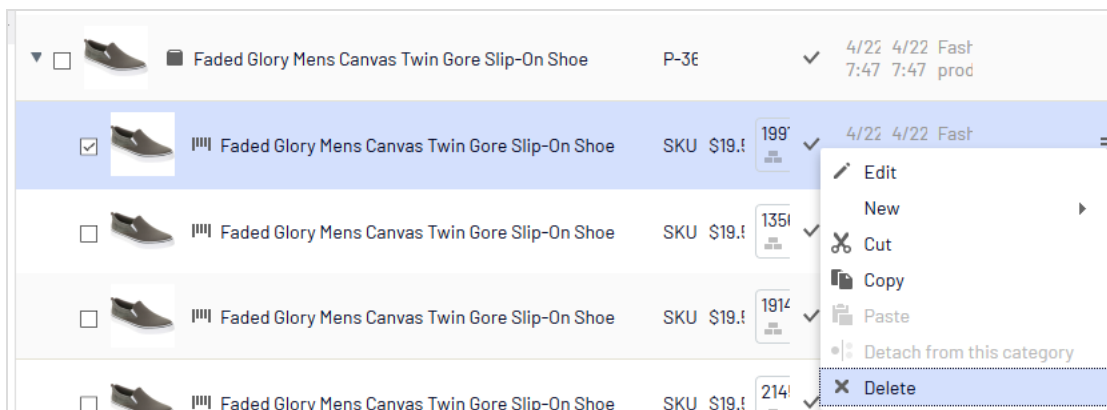 Faded Glory Mens Canvas Twin Gore Slip-On Shoe P-36 4/22 4/22 Fash
7:47 7:47 prod
Faded Glory Mens Canvas Twin Gore Slip-On Shoe SKU $19.5 1997 4/22 4/22 Fash
Edit
New
Faded Glory Mens Canvas Twin Gore Slip-On Shoe SKU $19.5 1356
Cut
Copy
Faded Glory Mens Canvas Twin Gore Slip-On Shoe SKU $19.5 1914
Paste
Detach from this category
Delete
Faded Glory Mens Canvas Twin Gore Slip-On Shoe SKU $19.5 2145